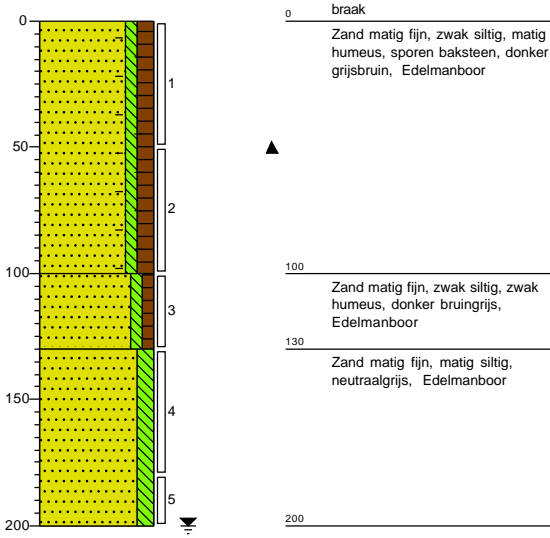 0
50
100
150
200
1
2
3
4
5
0
braak
Zand matig fijn, zwak siltig, matig
humeus, sporen baksteen, donker
grijsbruin, Edelmanboor
100
Zand matig fijn, zwak siltig, zwak
humeus, donker bruingrijs,
Edelmanboor
130
Zand matig fijn, matig siltig,
neutraalgrijs, Edelmanboor
200